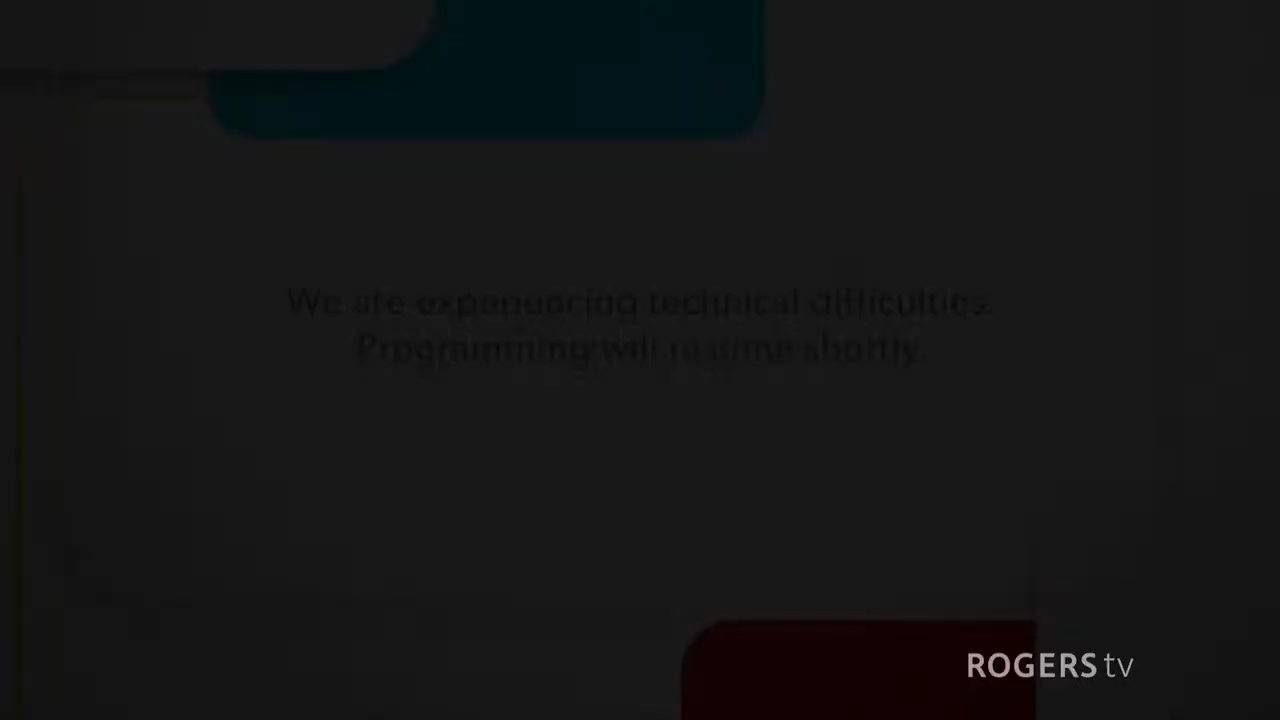 We are experiencing technical difficulties.
Programming will resume shortly.
ROGERS tv